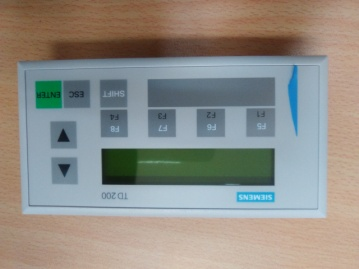 SIEMENS
TD 200
F5 F6 F7 F8
F1 F2 F3 F4
SHIFT
ESC
ENTER